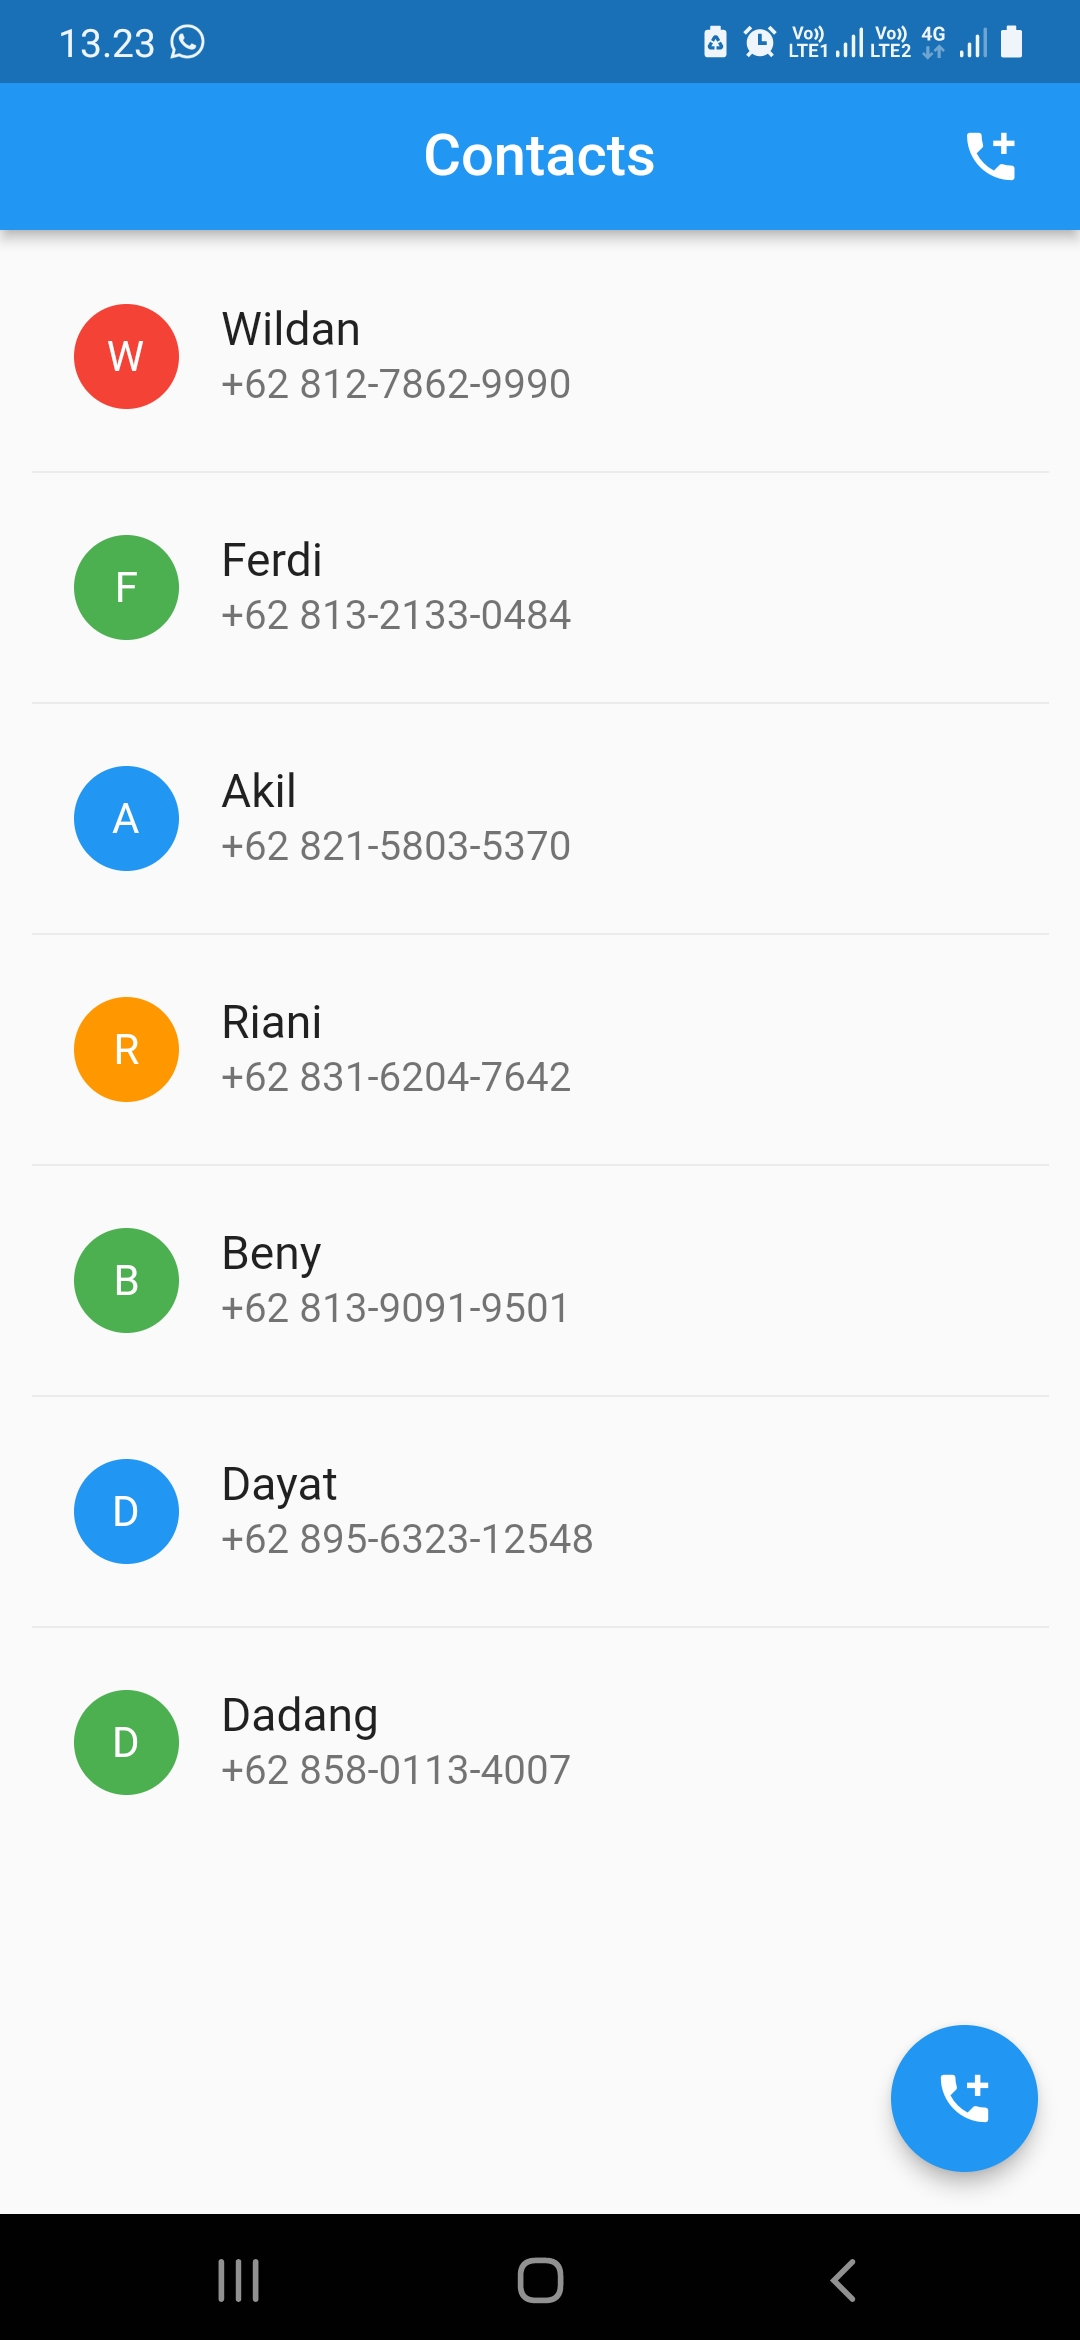 13.23
Vo)) LTE1 Vo)) LTE2 4G
Contacts
W
Wildan
+62 812-7862-9990
F
Ferdi
+62 813-2133-0484
A
Akil
+62 821-5803-5370
R
Riani
+62 831-6204-7642
B
Beny
+62 813-9091-9501
D
Dayat
+62 895-6323-12548
D
Dadang
+62 858-0113-4007